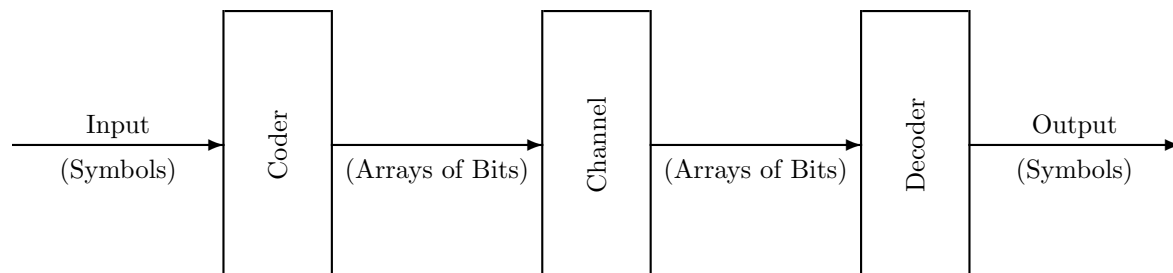 Input
(Symbols)
Coder
(Arrays of Bits)
Channel
(Arrays of Bits)
Decoder
Output
(Symbols)